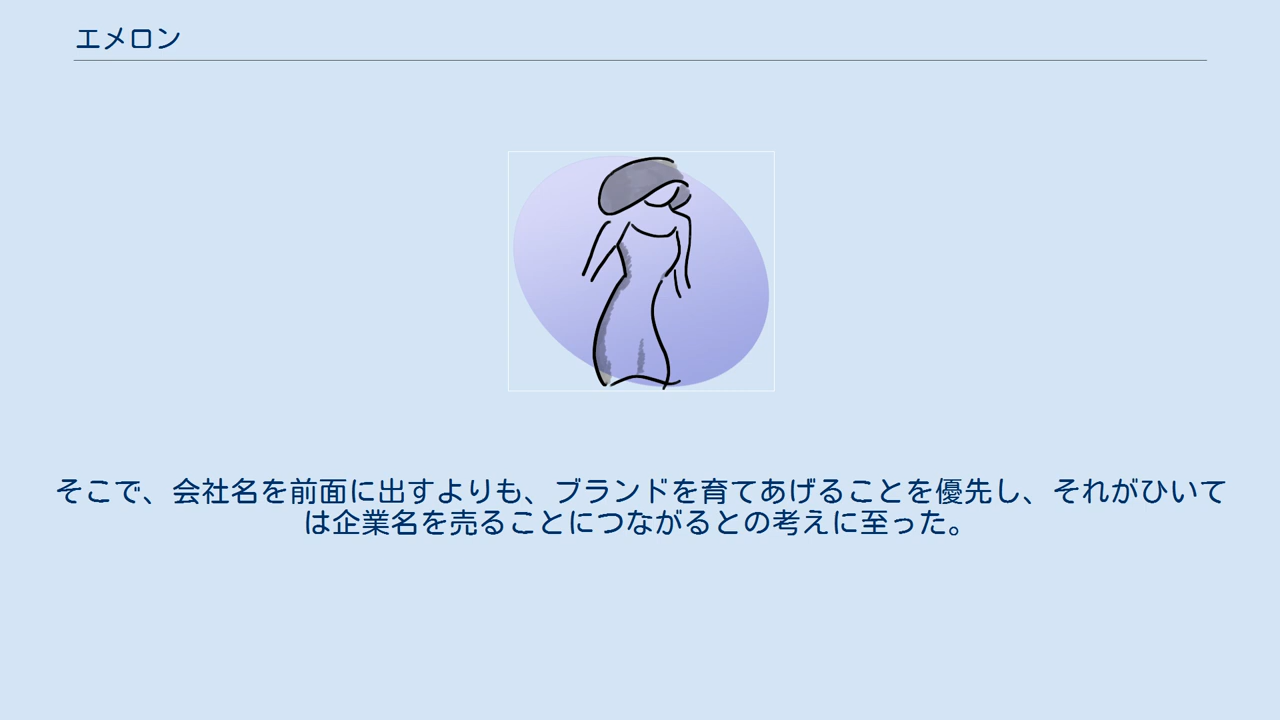 エメロン
そこで、会社名を前面に出すよりも、ブランドを育てあげることを優先し、それがひいて
は企業名を売ることにつながるとの考えに至った。